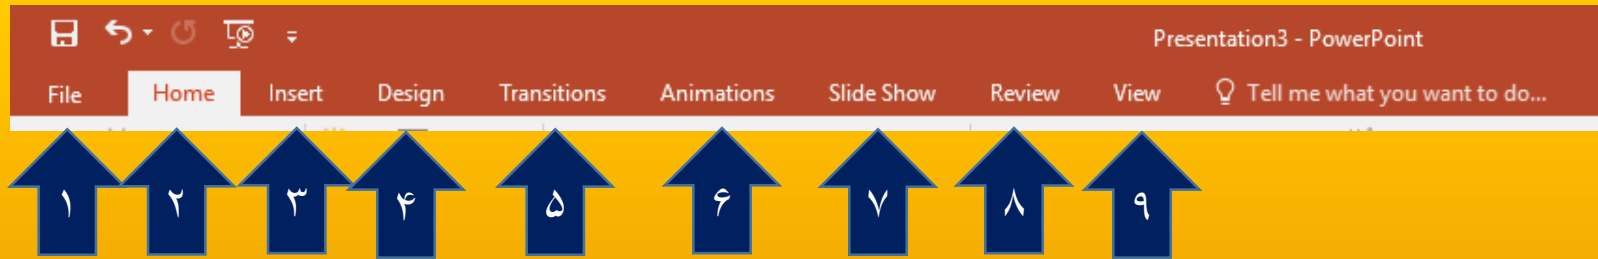 Presentation3 - PowerPoint
File Home Insert Design Transitions Animations Slide Show Review View Tell me what you want to do...
۱ ۲ ۳ ۴ ۵ ۶ ۷ ۸ ۹